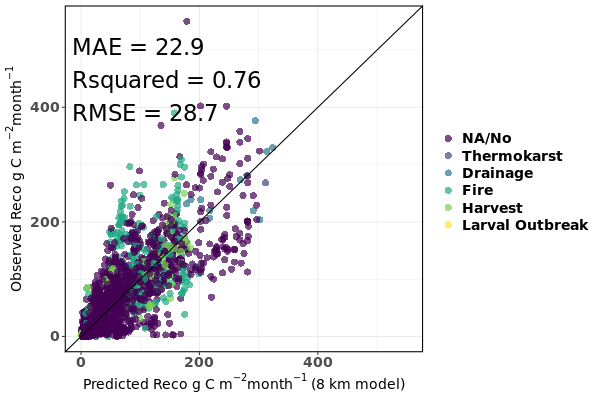 MAE = 22.9
Rsquared = 0.76
RMSE = 28.7
Observed Reco g C m⁻²month⁻¹
400
200
0
0 200 400
Predicted Reco g C m⁻²month⁻¹ (8 km model)
NA/No
Thermokarst
Drainage
Fire
Harvest
Larval Outbreak